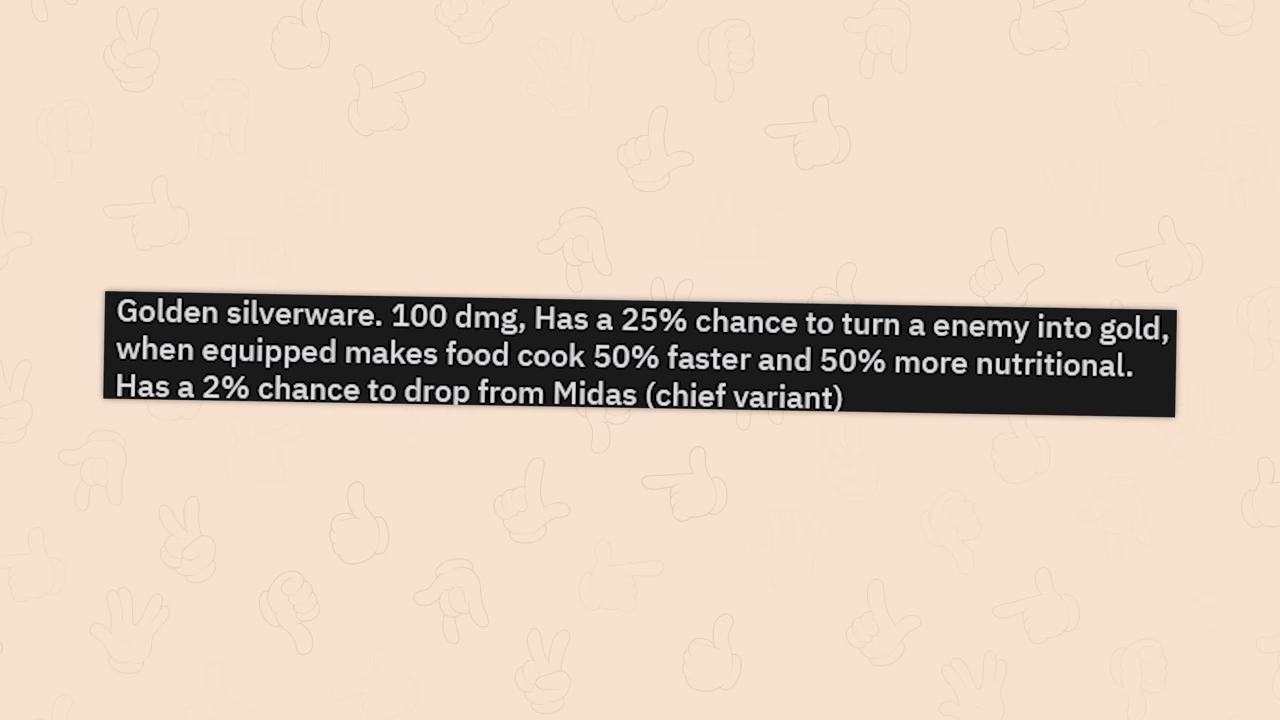 Golden silverware. 100 dmg, Has a 25% chance to turn a enemy into gold,
when equipped makes food cook 50% faster and 50% more nutritional.
Has a 2% chance to drop from Midas (chief variant)